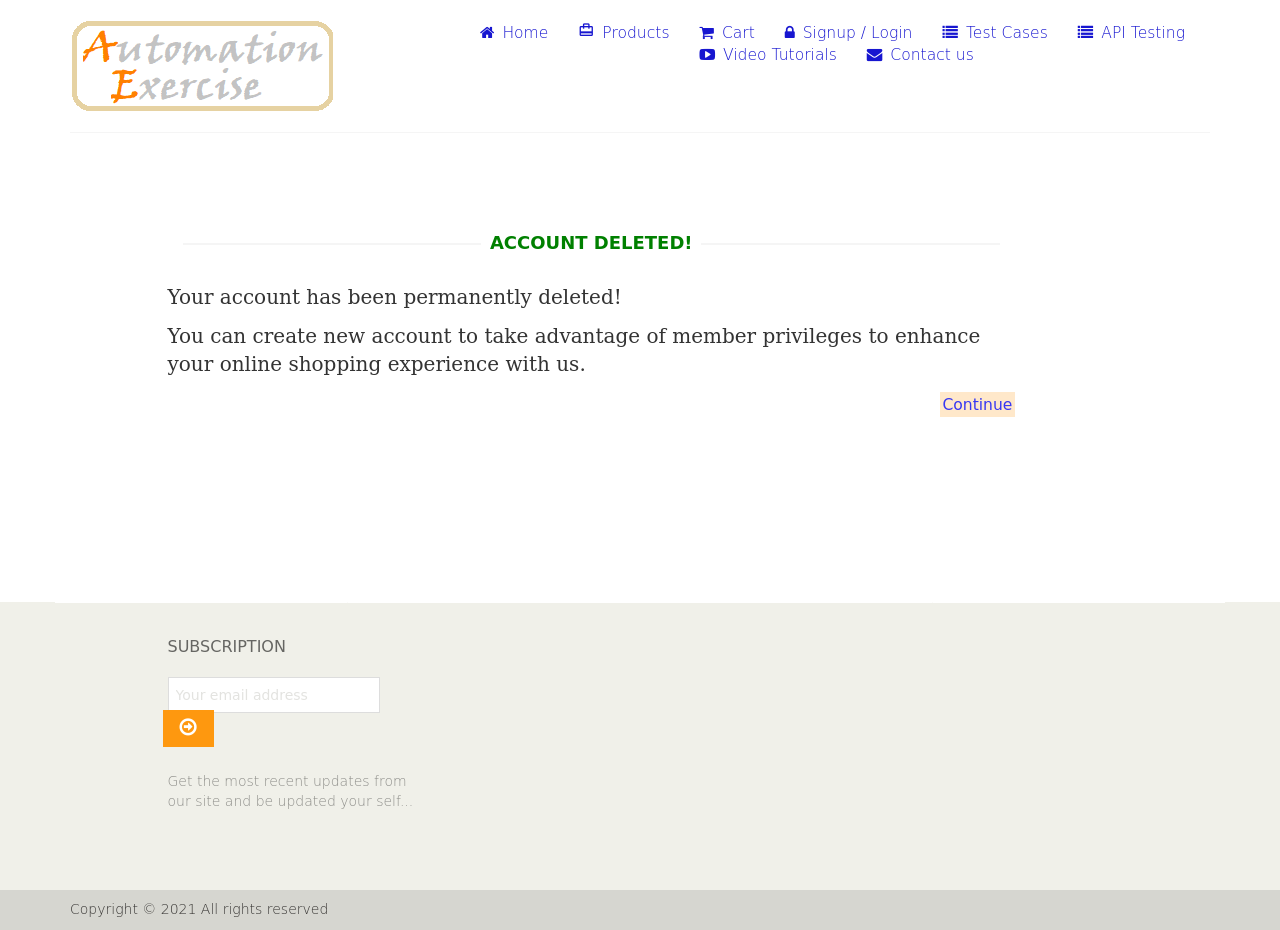 Automation
Exercise
Home
Products
Cart
Signup / Login
Test Cases
API Testing
Video Tutorials
Contact us
ACCOUNT DELETED!
Your account has been permanently deleted!
You can create new account to take advantage of member privileges to enhance
your online shopping experience with us.
Continue
SUBSCRIPTION
Your email address
Get the most recent updates from
our site and be updated your self...
Copyright © 2021 All rights reserved